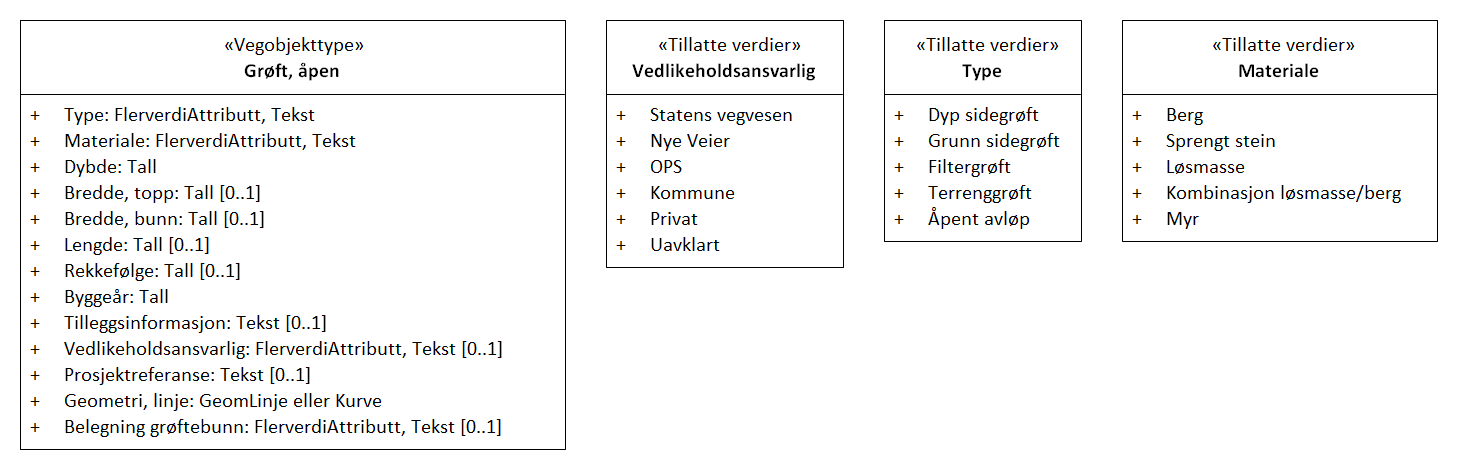 «Vegobjekttype»
Grøft, åpen
+ Type: FlerverdiAttributt, Tekst
+ Materiale: FlerverdiAttributt, Tekst
+ Dybde: Tall
+ Bredde, topp: Tall [0..1]
+ Bredde, bunn: Tall [0..1]
+ Lengde: Tall [0..1]
+ Rekkefølge: Tall [0..1]
+ Byggeår: Tall
+ Tilleggsinformasjon: Tekst [0..1]
+ Vedlikeholdsansvarlig: FlerverdiAttributt, Tekst [0..1]
+ Prosjektreferanse: Tekst [0..1]
+ Geometri, linje: GeomLinje eller Kurve
+ Belegning grøftebunn: FlerverdiAttributt, Tekst [0..1]
«Tillatte verdier»
Vedlikeholdsansvarlig
+ Statens vegvesen
+ Nye Veier
+ OPS
+ Kommune
+ Privat
+ Uavklart
«Tillatte verdier»
Type
+ Dyp sidegrøft
+ Grunn sidegrøft
+ Filtergrøft
+ Terrenggrøft
+ Åpent avløp
«Tillatte verdier»
Materiale
+ Berg
+ Sprengt stein
+ Løsmasse
+ Kombinasjon løsmasse/berg
+ Myr